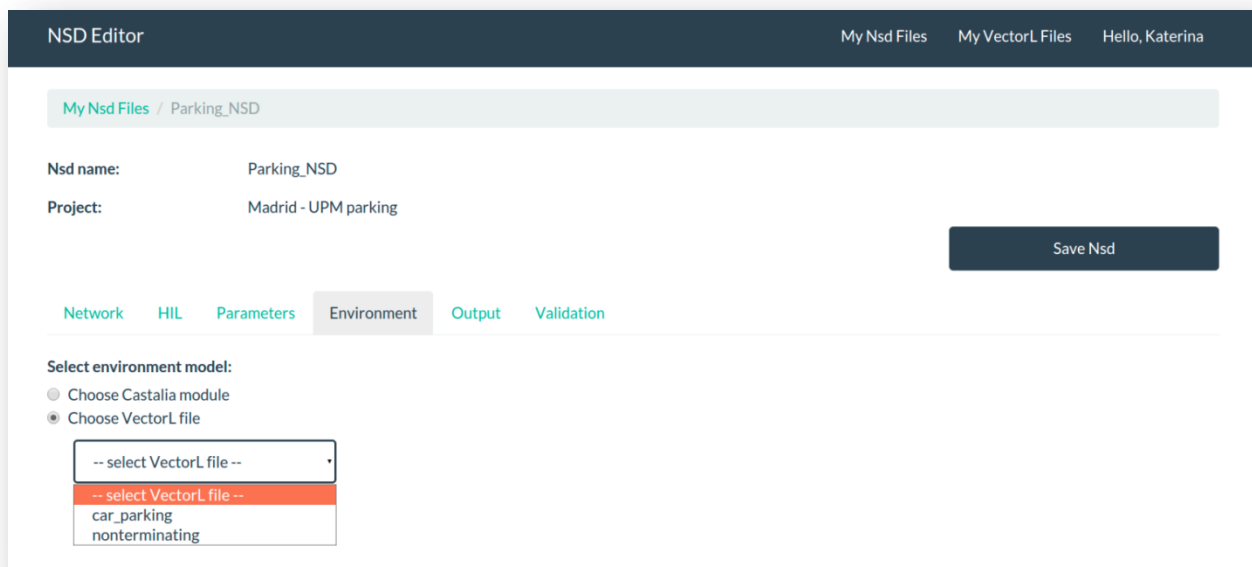 NSD Editor My Nsd Files My VectorL Files Hello, Katerina
My Nsd Files / Parking_NSD
Nsd name: Parking_NSD
Project: Madrid - UPM parking
Save Nsd
Network HIL Parameters Environment Output Validation
Select environment model:
Choose Castalia module
Choose VectorL file
-- select VectorL file --
-- select VectorL file --
car_parking
nonterminating